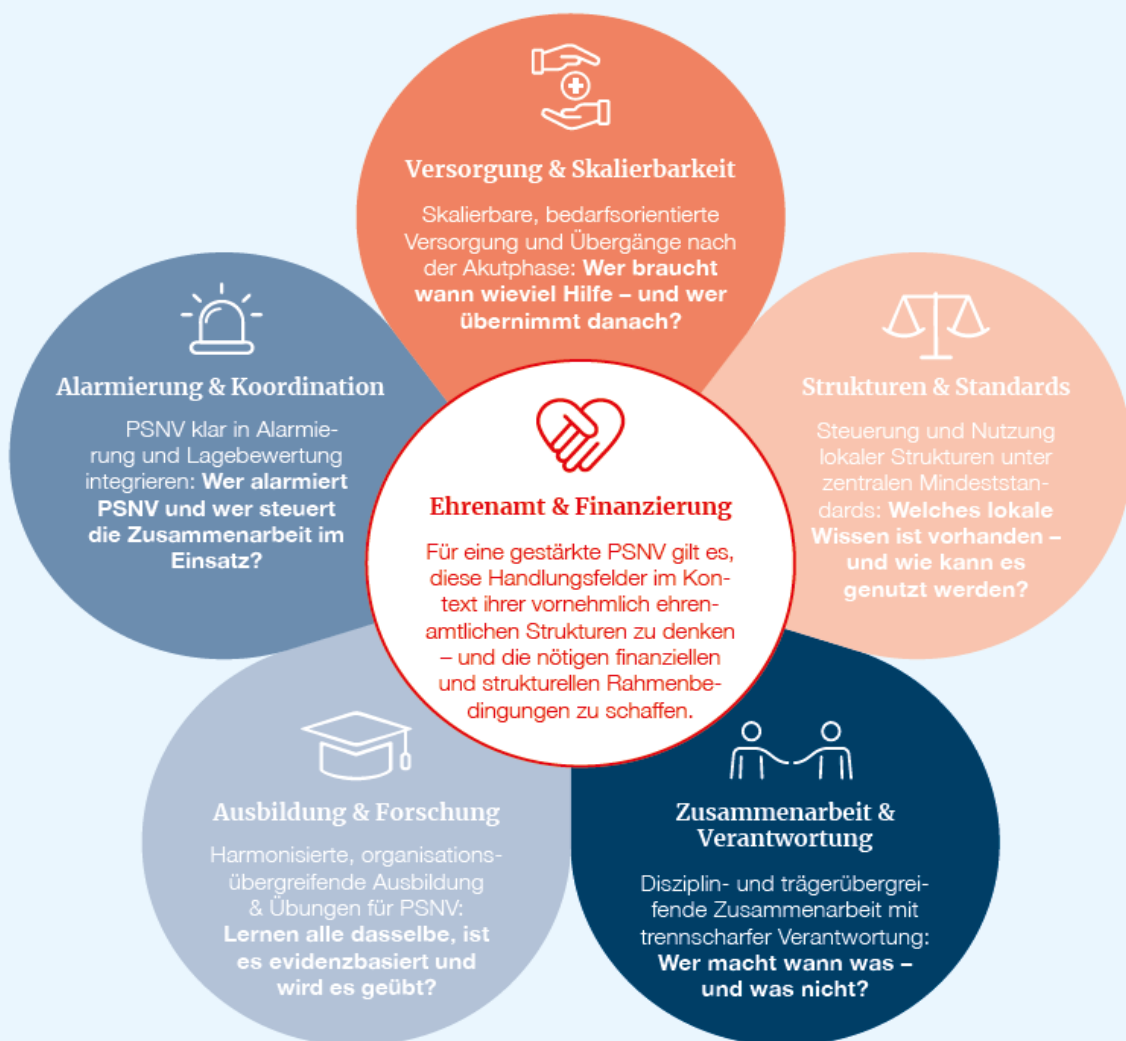 Versorgung & Skalierbarkeit
Skalierbare, bedarfsorientierte
Versorgung und Übergänge nach
der Akutphase: Wer braucht
wann wieviel Hilfe – und wer
übernimmt danach?
Alarmierung & Koordination
PSNV klar in Alarmie-
rung und Lagebewertung
integrieren: Wer alarmiert
PSNV und wer steuert
die Zusammenarbeit im
Einsatz?
Strukturen & Standards
Steuerung und Nutzung
lokaler Strukturen unter
zentralen Mindeststan-
dards: Welches lokale
Wissen ist vorhanden –
und wie kann es
genutzt werden?
Ehrenamt & Finanzierung
Für eine gestärkte PSNV gilt es,
diese Handlungsfelder im Kon-
text ihrer vornehmlich ehren-
amtlichen Strukturen zu denken
– und die nötigen finanziellen
und strukturellen Rahmenbe-
dingungen zu schaffen.
Ausbildung & Forschung
Harmonisierte, organisations-
übergreifende Ausbildung
& Übungen für PSNV:
Lernen alle dasselbe, ist
es evidenzbasiert und
wird es geübt?
Zusammenarbeit &
Verantwortung
Disziplin- und trägerübergrei-
fende Zusammenarbeit mit
trennscharfer Verantwortung:
Wer macht wann was –
und was nicht?